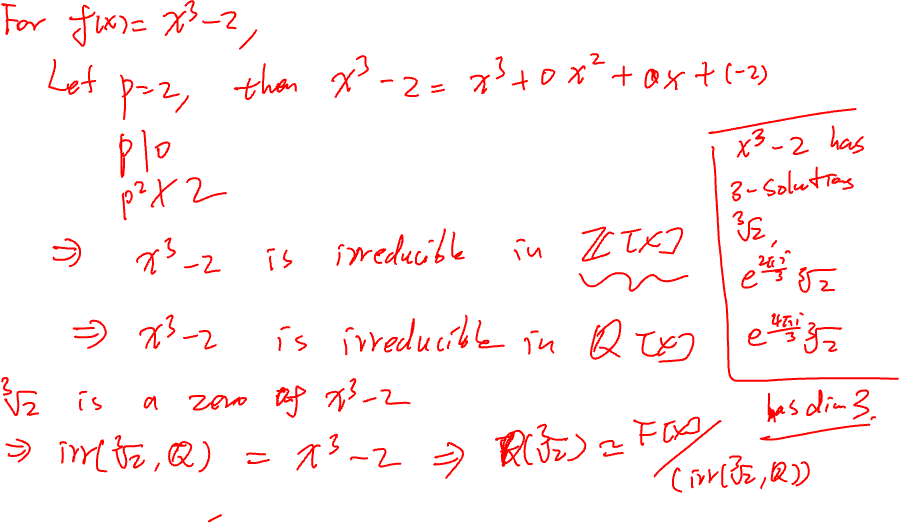 For f(x) = x³-2,
Let p=2, then x³-2 = x³+0x²+0x+(-2)
p|0
p²∤2
⇒ x³-2 is irreducible in ℤ[x]
⇒ x³-2 is irreducible in Q[x]
x³-2 has
3-solutions
∛2,
e^(2πi/3) ∛2
e^(4πi/3) ∛2
∛2 is a zero of x³-2
has dim 3.
⇒ irr(∛2, Q) = x³-2 ⇒ Q(∛2) ≃ F[x]/(irr(∛2, Q))